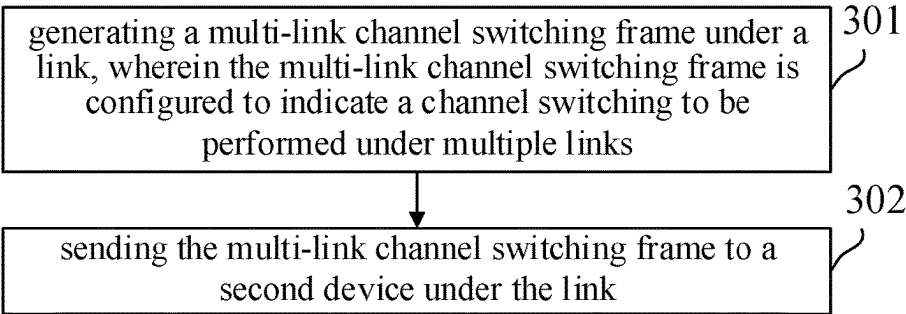 generating a multi-link channel switching frame under a
link, wherein the multi-link channel switching frame is
configured to indicate a channel switching to be
performed under multiple links
301
sending the multi-link channel switching frame to a
second device under the link
302